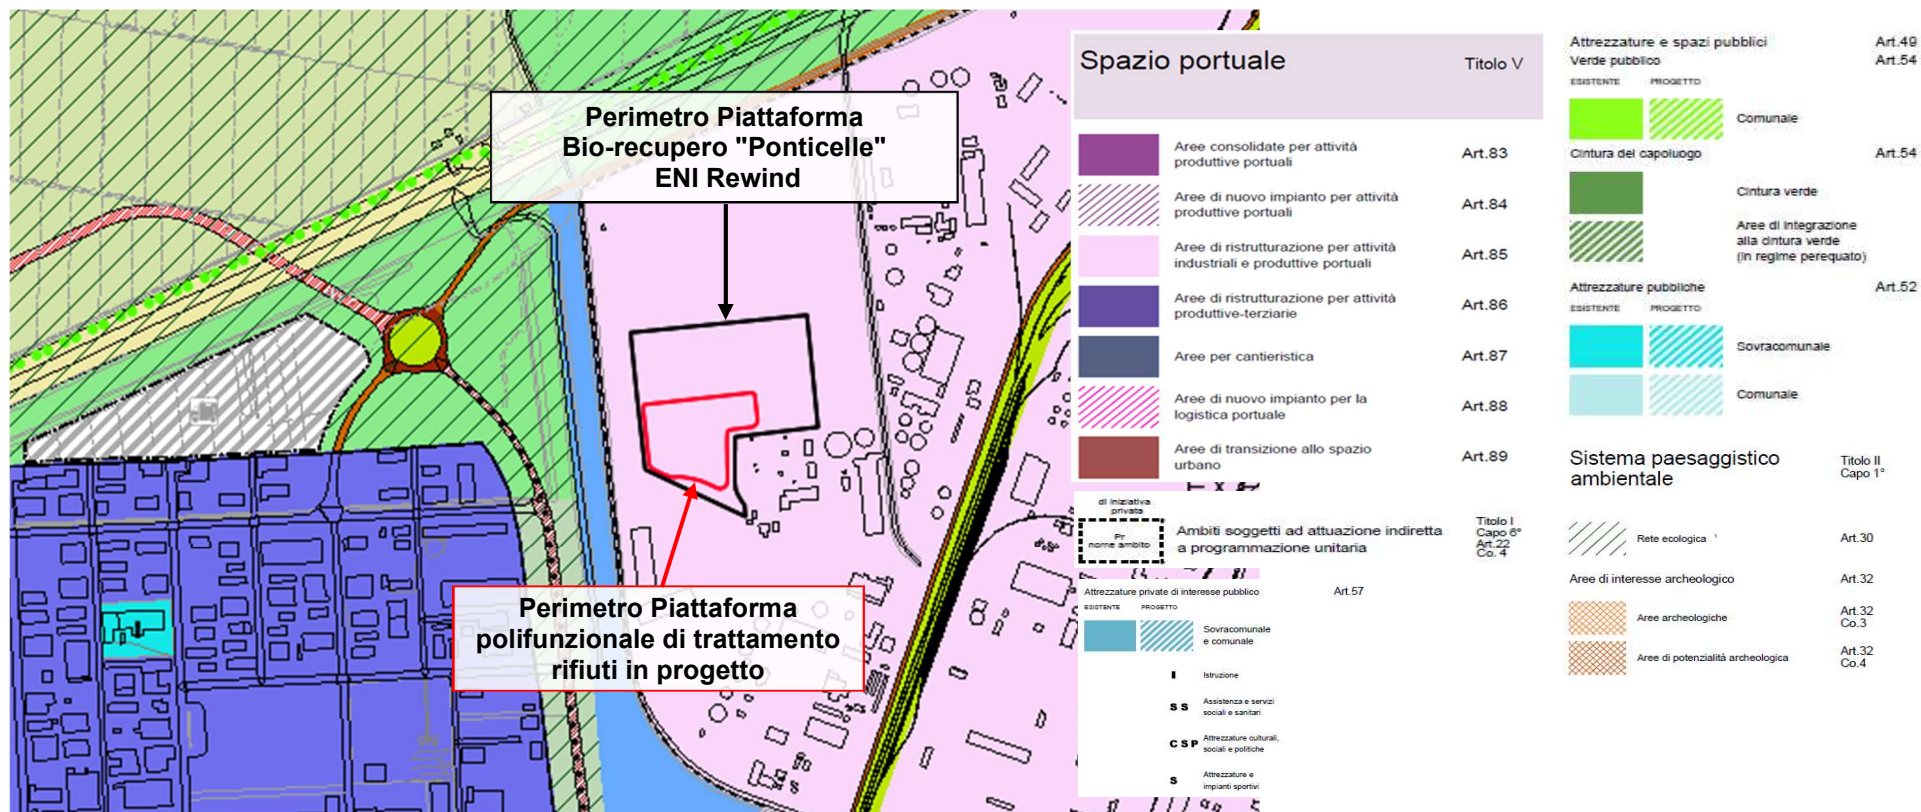 Perimetro Piattaforma
Bio-recupero "Ponticelle"
ENI Rewind
Perimetro Piattaforma
polifunzionale di trattamento
rifiuti in progetto
Spazio portuale Titolo V
Aree consolidate per attività
produttive portuali Art.83
Aree di nuovo impianto per attività
produttive portuali Art.84
Aree di ristrutturazione per attività
industriali e produttive portuali Art.85
Aree di ristrutturazione per attività
produttive-terziarie Art.86
Aree per cantieristica Art.87
Aree di nuovo impianto per la
logistica portuale Art.88
Aree di transizione allo spazio
urbano Art.89
di iniziativa
privata
Pr
nome ambito
Ambiti soggetti ad attuazione indiretta
a programmazione unitaria
Titolo I
Capo 6°
Art.22
Co. 4
Attrezzature private di interesse pubblico Art.57
ESISTENTE PROGETTO
Sovracomunale
e comunale
I Istruzione
S S Assistenza e servizi
sociali e sanitari
C S P Attrezzature culturali,
sociali e politiche
S Attrezzature e
impianti sportivi
Attrezzature e spazi pubblici Art.49
Verde pubblico Art.54
ESISTENTE PROGETTO
Comunale
Cintura del capoluogo Art.54
Cintura verde
Aree di integrazione
alla cintura verde
(in regime perequato)
Attrezzature pubbliche Art.52
ESISTENTE PROGETTO
Sovracomunale
Comunale
Sistema paesaggistico
ambientale
Titolo II
Capo 1°
Rete ecologica Art.30
Aree di interesse archeologico Art.32
Aree archeologiche Art.32
Co.3
Aree di potenzialità archeologica Art.32
Co.4